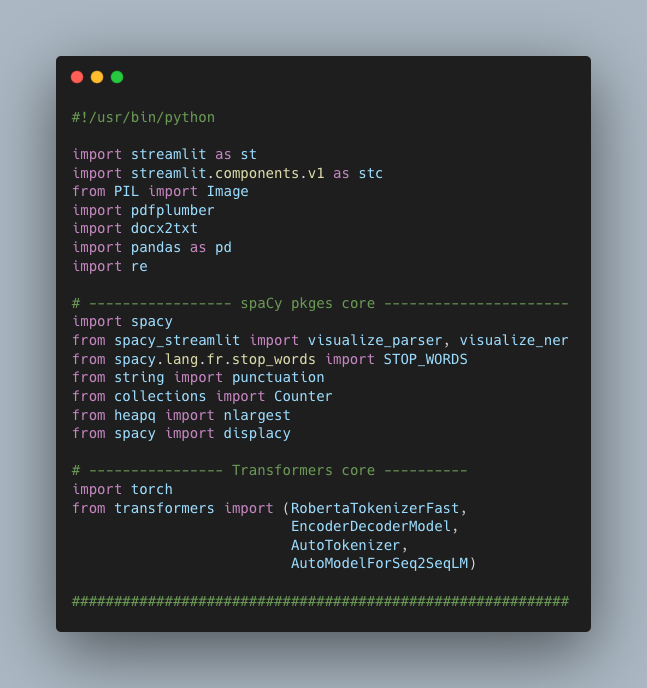 #!/usr/bin/python
import streamlit as st
import streamlit.components.v1 as stc
from PIL import Image
import pdfplumber
import docx2txt
import pandas as pd
import re
# ----------------- spaCy pkges core ----------------------
import spacy
from spacy_streamlit import visualize_parser, visualize_ner
from spacy.lang.fr.stop_words import STOP_WORDS
from string import punctuation
from collections import Counter
from heapq import nlargest
from spacy import displacy
# ---------------- Transformers core ----------
import torch
from transformers import (RobertaTokenizerFast,
                          EncoderDecoderModel,
                          AutoTokenizer,
                          AutoModelForSeq2SeqLM)
###########################################################